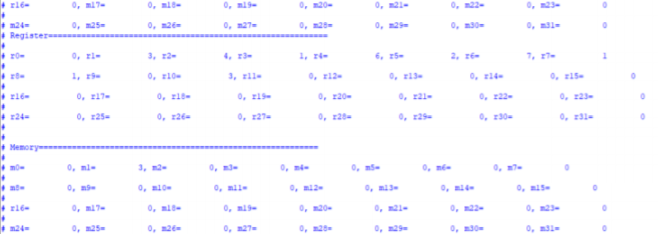 # r16= 0, m17= 0, m18= 0, m19= 0, m20= 0, m21= 0, m22= 0, m23= 0
#
# m24= 0, m25= 0, m26= 0, m27= 0, m28= 0, m29= 0, m30= 0, m31= 0
# Register============================================================
#
# r0= 0, r1= 3, r2= 4, r3= 1, r4= 6, r5= 2, r6= 7, r7= 1
#
# r8= 1, r9= 0, r10= 3, r11= 0, r12= 0, r13= 0, r14= 0, r15= 0
#
# r16= 0, r17= 0, r18= 0, r19= 0, r20= 0, r21= 0, r22= 0, r23= 0
#
# r24= 0, r25= 0, r26= 0, r27= 0, r28= 0, r29= 0, r30= 0, r31= 0
#
#
# Memory============================================================
#
# m0= 0, m1= 3, m2= 0, m3= 0, m4= 0, m5= 0, m6= 0, m7= 0
#
# m8= 0, m9= 0, m10= 0, m11= 0, m12= 0, m13= 0, m14= 0, m15= 0
#
# r16= 0, m17= 0, m18= 0, m19= 0, m20= 0, m21= 0, m22= 0, m23= 0
#
# m24= 0, m25= 0, m26= 0, m27= 0, m28= 0, m29= 0, m30= 0, m31= 0